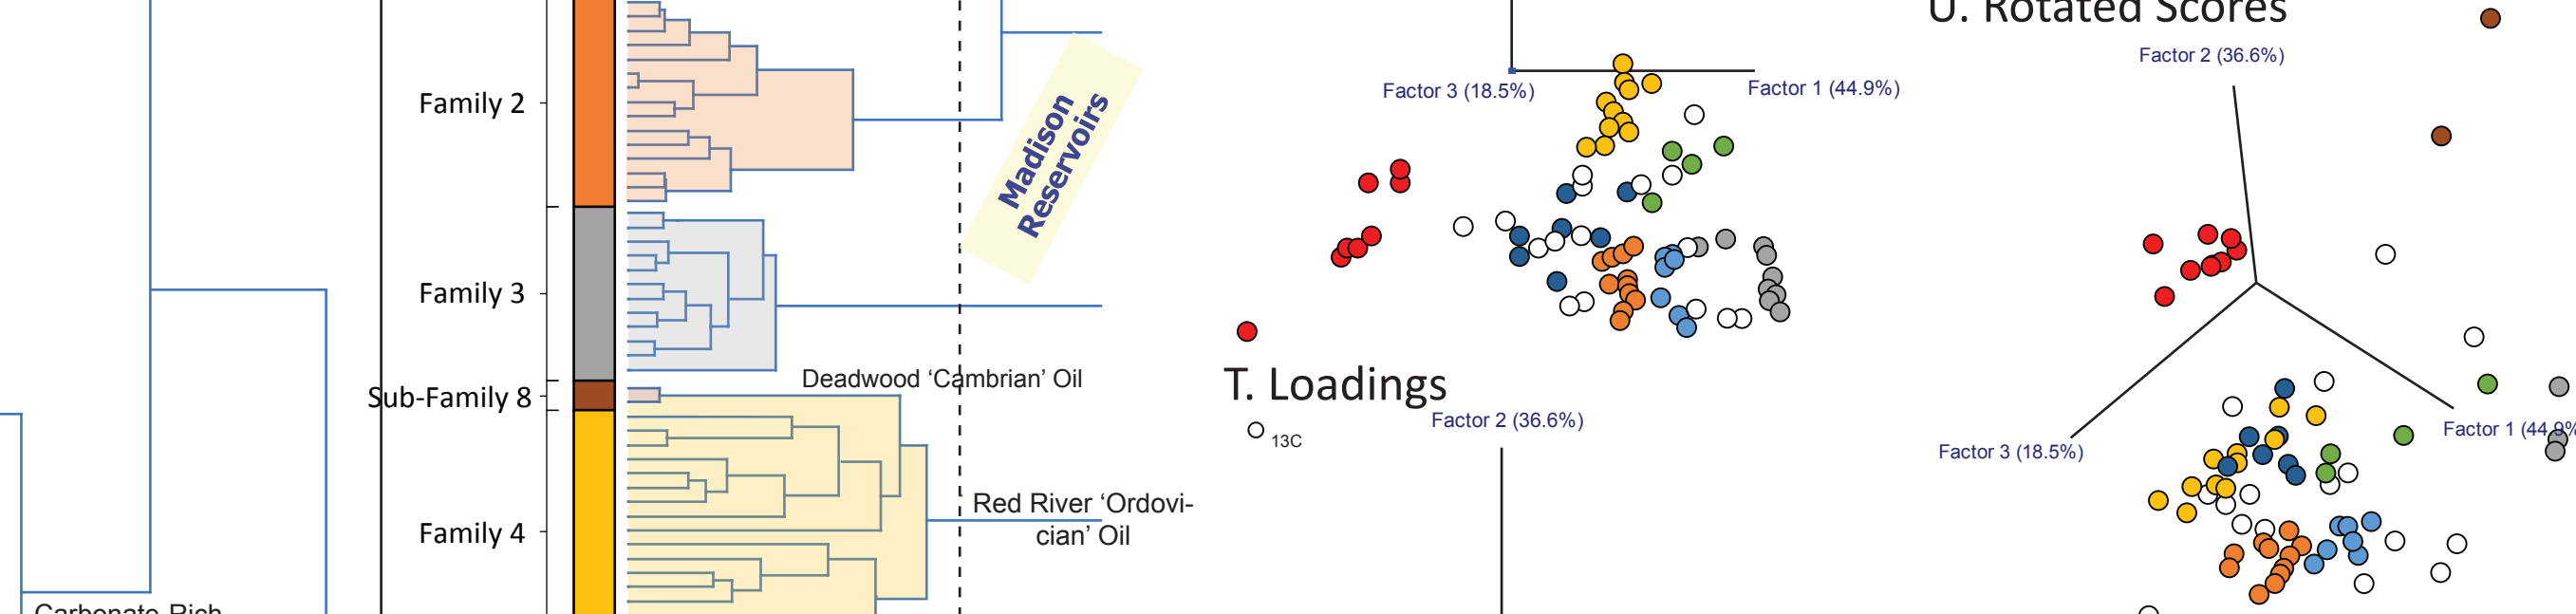 Family 2
Family 3
Sub-Family 8
Family 4
Carbonate-Rich
Madison
Reservoirs
Deadwood ‘Cambrian’ Oil
Red River ‘Ordovi-
cian’ Oil
Factor 3 (18.5%)
Factor 1 (44.9%)
T. Loadings
13C
Factor 2 (36.6%)
U. Rotated Scores
Factor 2 (36.6%)
Factor 3 (18.5%)
Factor 1 (44.9%